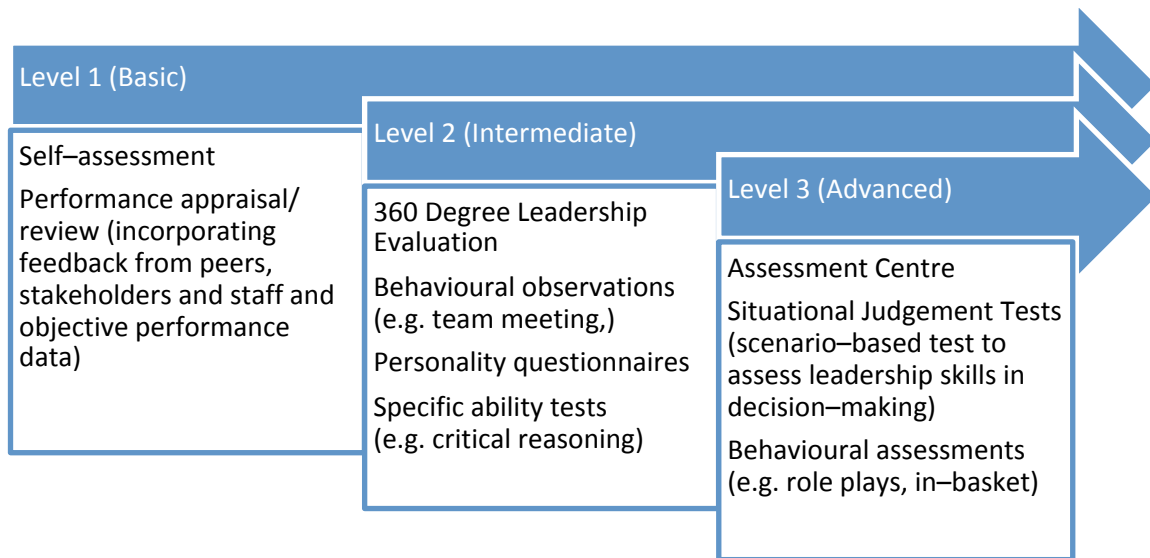 Level 1 (Basic)
Self–assessment
Performance appraisal/
review (incorporating
feedback from peers,
stakeholders and staff and
objective performance
data)
Level 2 (Intermediate)
360 Degree Leadership
Evaluation
Behavioural observations
(e.g. team meeting,)
Personality questionnaires
Specific ability tests
(e.g. critical reasoning)
Level 3 (Advanced)
Assessment Centre
Situational Judgement Tests
(scenario–based test to
assess leadership skills in
decision–making)
Behavioural assessments
(e.g. role plays, in–basket)